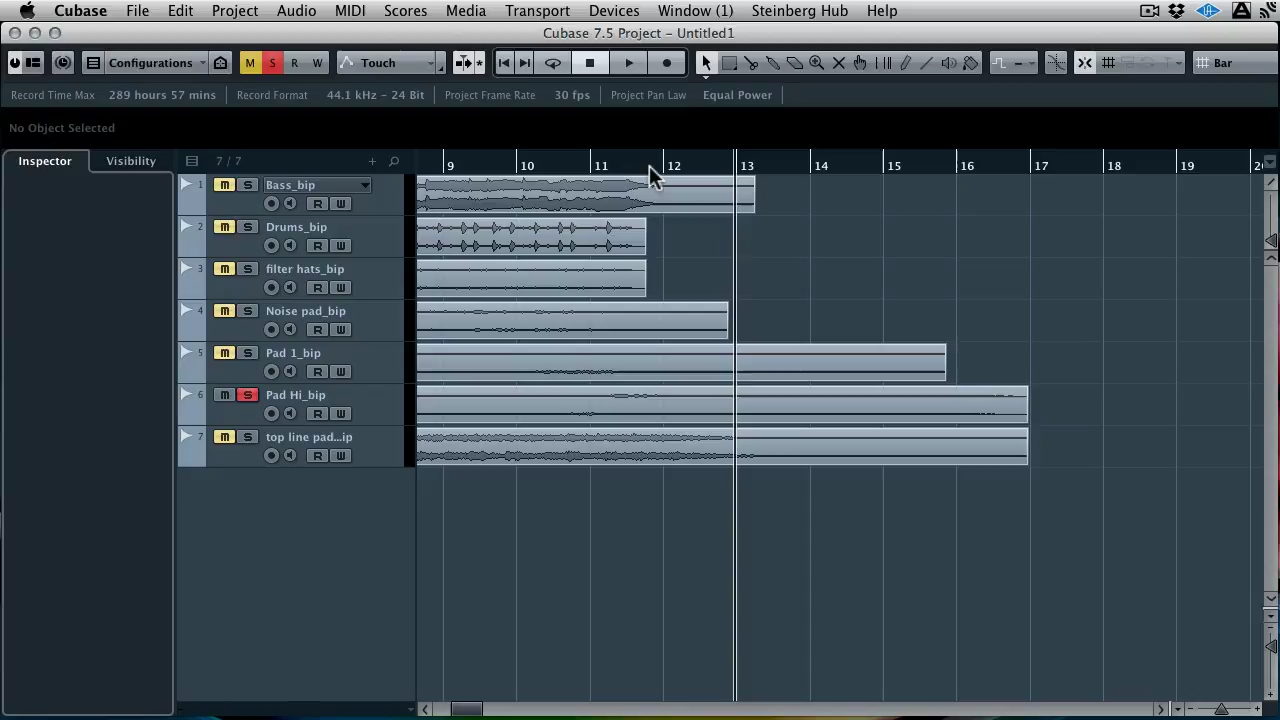 Cubase File Edit Project Audio MIDI Scores Media Transport Devices Window (1) Steinberg Hub Help
Cubase 7.5 Project - Untitled1
Configurations M S R W Touch Bar
Record Time Max 289 hours 57 mins Record Format 44.1 kHz - 24 Bit Project Frame Rate 30 fps Project Pan Law Equal Power
No Object Selected
Inspector Visibility 7 / 7 9 10 11 12 13 14 15 16 17 18 19
1 m S Bass_bip
R W
2 m S Drums_bip
R W
3 m S filter hats_bip
R W
4 m S Noise pad_bip
R W
5 m S Pad 1_bip
R W
6 m S Pad Hi_bip
R W
7 m S top line pad...ip
R W